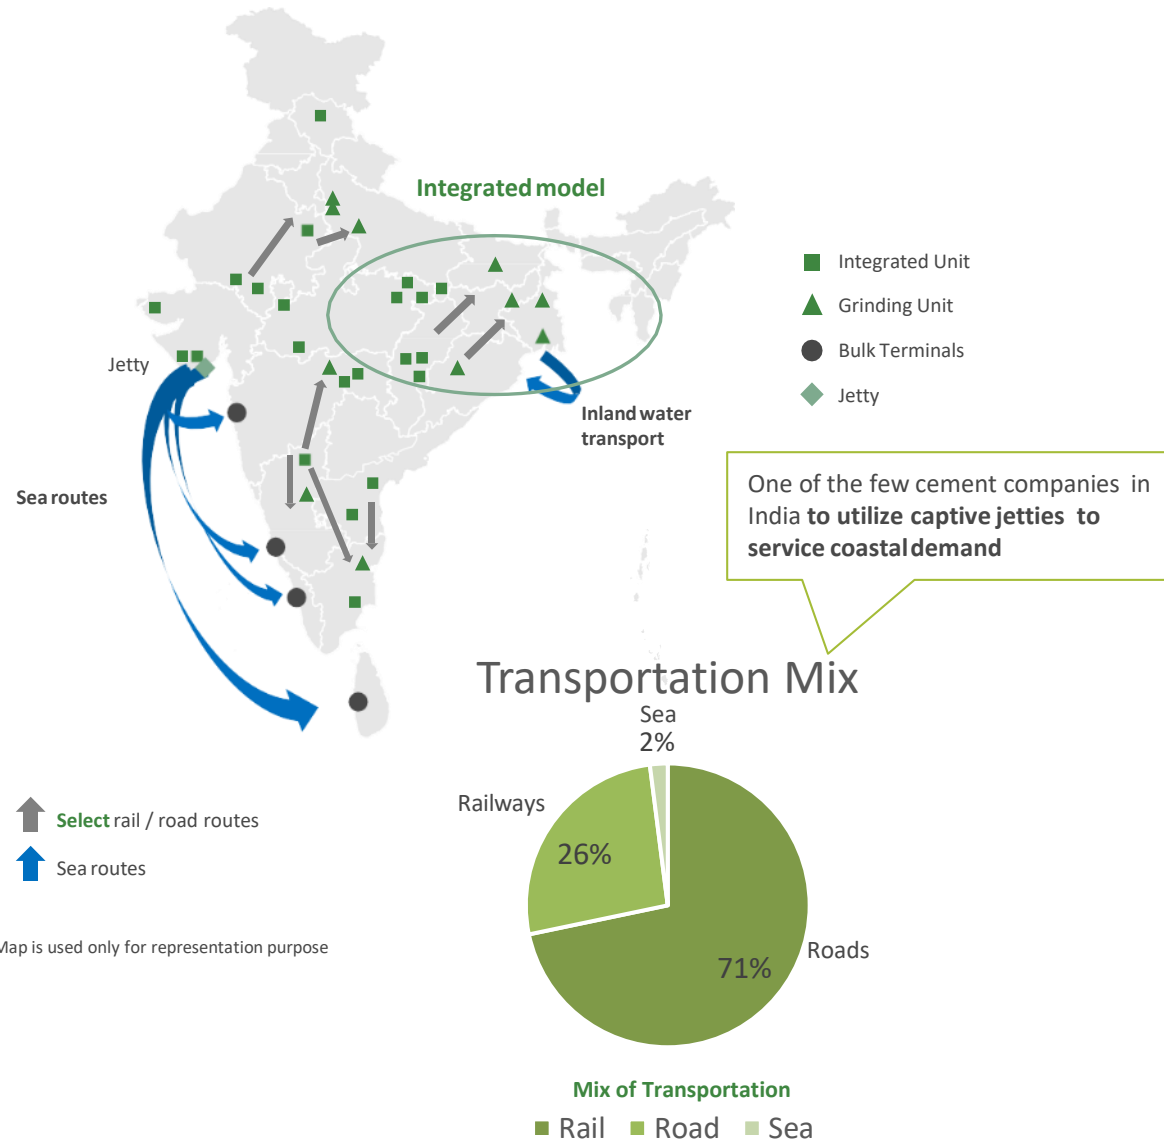 Integrated model
Integrated Unit
Grinding Unit
Bulk Terminals
Jetty
Jetty
Inland water
transport
Sea routes
One of the few cement companies in
India to utilize captive jetties to
service coastal demand
Transportation Mix
Sea
2%
Railways
26%
71%
Roads
Select rail / road routes
Sea routes
Map is used only for representation purpose
Mix of Transportation
Rail Road Sea